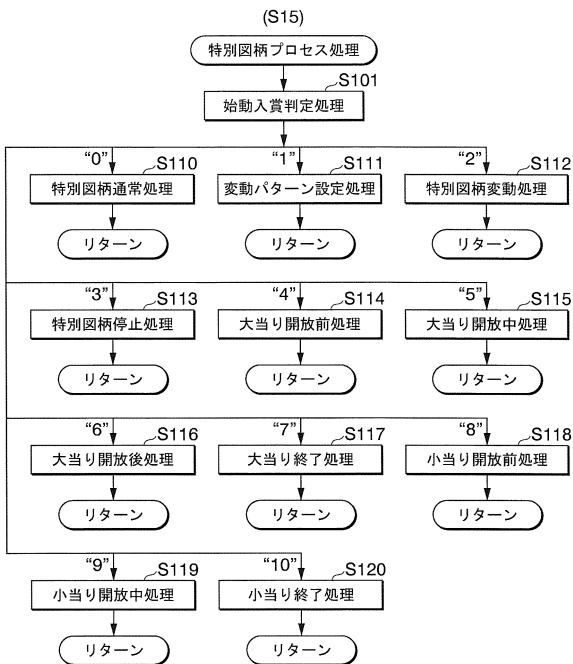 (S15)
特別図柄プロセス処理
S101
始動入賞判定処理
“0” S110 “1” S111 “2” S112
特別図柄通常処理 変動パターン設定処理 特別図柄変動処理
リターン リターン リターン
“3” S113 “4” S114 “5” S115
特別図柄停止処理 大当り開放前処理 大当り開放中処理
リターン リターン リターン
“6” S116 “7” S117 “8” S118
大当り開放後処理 大当り終了処理 小当り開放前処理
リターン リターン リターン
“9” S119 “10” S120
小当り開放中処理 小当り終了処理
リターン リターン